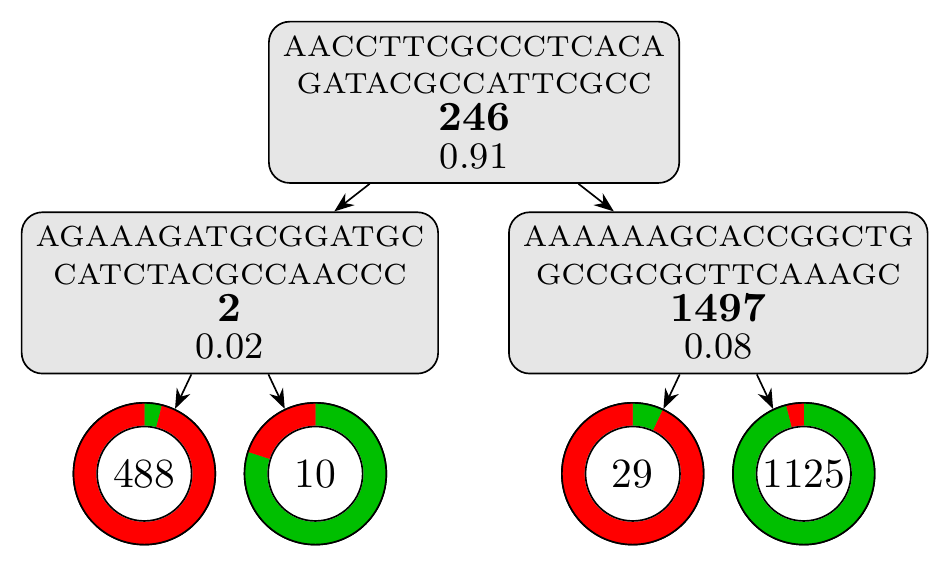 AACCTTCGCCCTCACA
GATACGCCATTCGCC
246
0.91
AGAAAGATGCGGATGC
CATCTACGCCAACCC
2
0.02
AAAAAAGCACCGGCTG
GCCGCGCTTCAAAGC
1497
0.08
488
10
29
1125